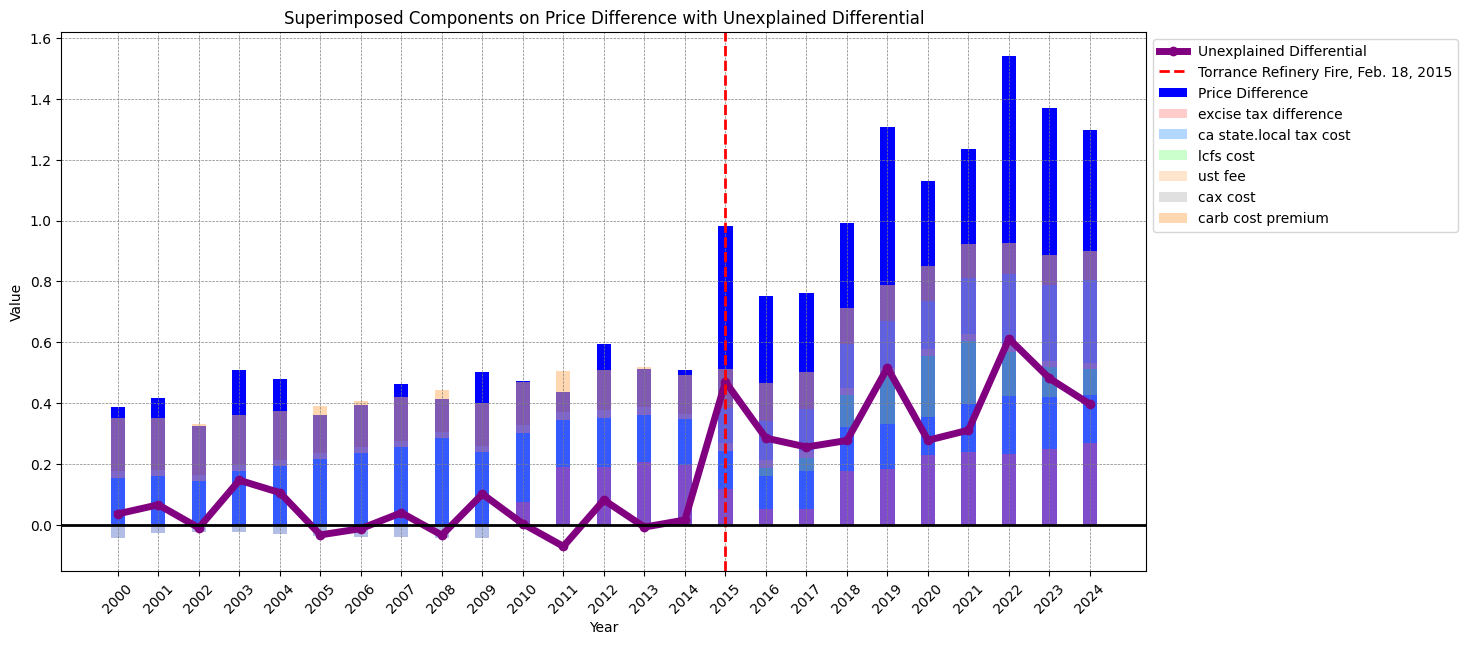 Superimposed Components on Price Difference with Unexplained Differential
Value
1.6
1.4
1.2
1.0
0.8
0.6
0.4
0.2
0.0
2000 2001 2002 2003 2004 2005 2006 2007 2008 2009 2010 2011 2012 2013 2014 2015 2016 2017 2018 2019 2020 2021 2022 2023 2024
Year
Unexplained Differential
Torrance Refinery Fire, Feb. 18, 2015
Price Difference
excise tax difference
ca state.local tax cost
lcfs cost
ust fee
cax cost
carb cost premium